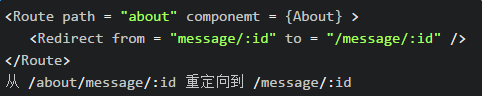 <Route path = "about" componemt = {About} >
<Redirect from = "message/:id" to = "/message/:id" />
</Route>
从 /about/message/:id 重定向到 /message/:id